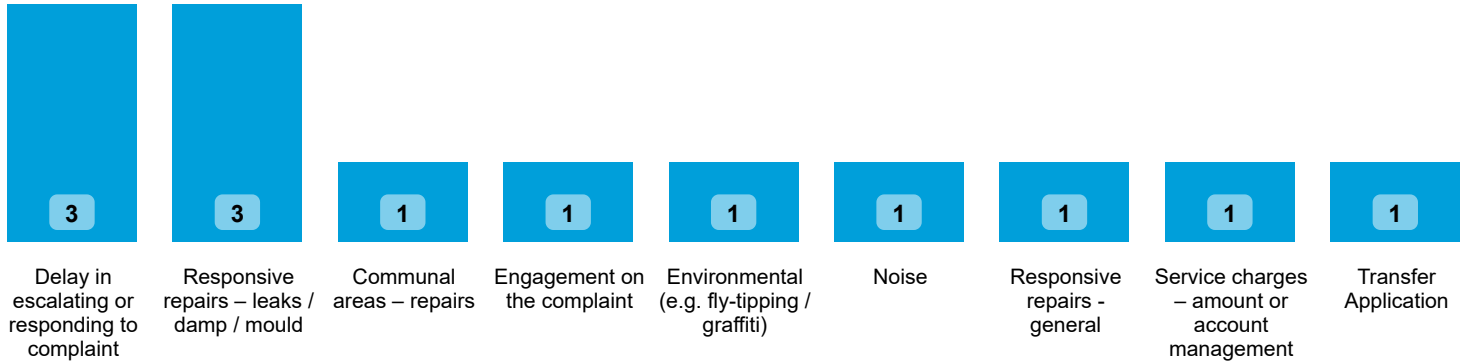 3
3
1
1
1
1
1
1
1
Delay in
escalating or
responding to
complaint
Responsive
repairs – leaks /
damp / mould
Communal
areas – repairs
Engagement on
the complaint
Environmental
(e.g. fly-tipping /
graffiti)
Noise
Responsive
repairs -
general
Service charges
– amount or
account
management
Transfer
Application